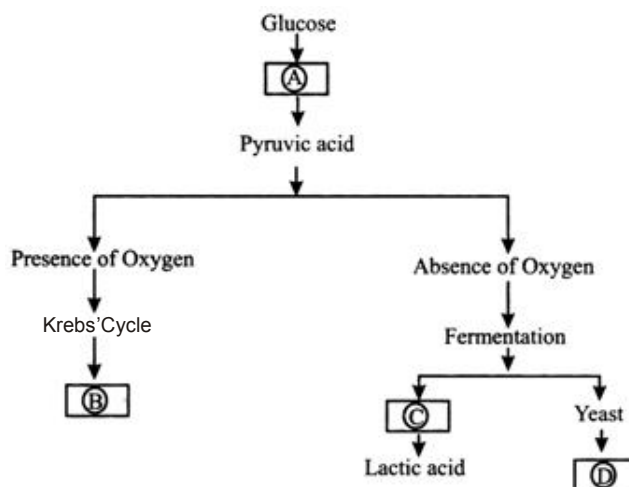 Glucose
A
Pyruvic acid
Presence of Oxygen
Absence of Oxygen
Krebs'Cycle
Fermentation
B
C
Yeast
Lactic acid
D